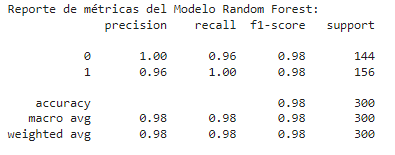 Reporte de métricas del Modelo Random Forest:
precision recall f1-score support
0 1.00 0.96 0.98 144
1 0.96 1.00 0.98 156
accuracy 0.98 300
macro avg 0.98 0.98 0.98 300
weighted avg 0.98 0.98 0.98 300